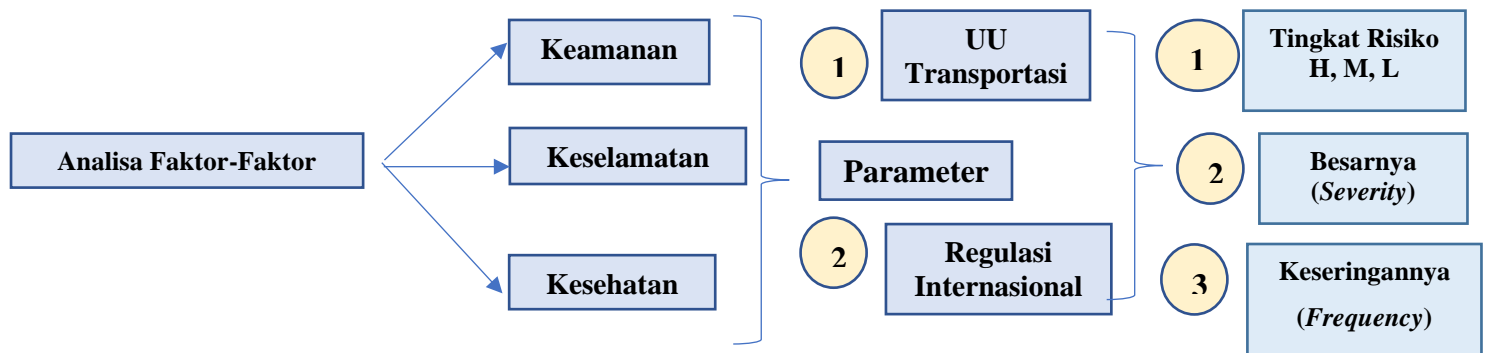 Analisa Faktor-Faktor
Keamanan
Keselamatan
Kesehatan
Parameter
1
UU
Transportasi
2
Regulasi
Internasional
1
Tingkat Risiko
H, M, L
2
Besarnya
(Severity)
3
Keseringannya
(Frequency)